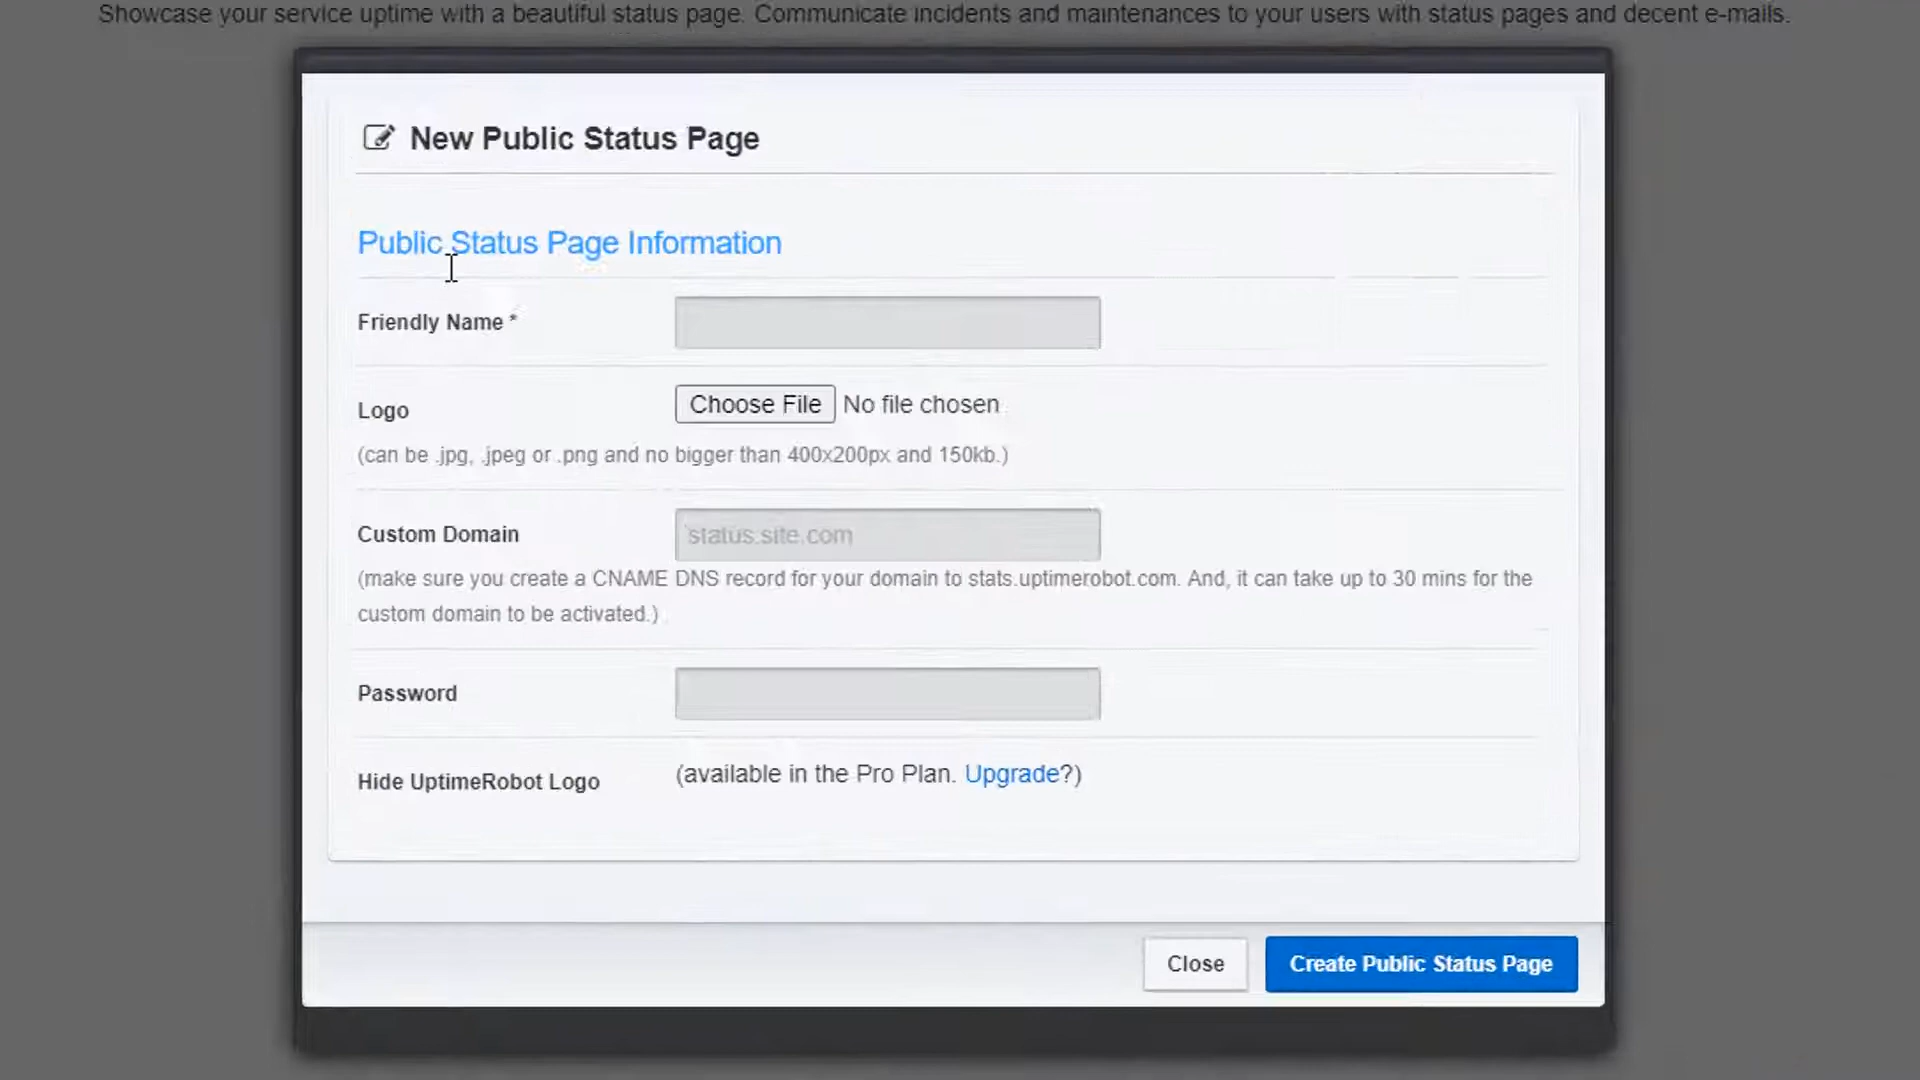 Showcase your service uptime with a beautiful status page. Communicate incidents and maintenances to your users with status pages and decent e-mails.
New Public Status Page
Public Status Page Information
Friendly Name *
Logo
Choose File No file chosen
(can be .jpg, .jpeg or .png and no bigger than 400x200px and 150kb.)
Custom Domain
status.site.com
(make sure you create a CNAME DNS record for your domain to stats.uptimerobot.com. And, it can take up to 30 mins for the
custom domain to be activated.)
Password
Hide UptimeRobot Logo
(available in the Pro Plan. Upgrade?)
Close
Create Public Status Page